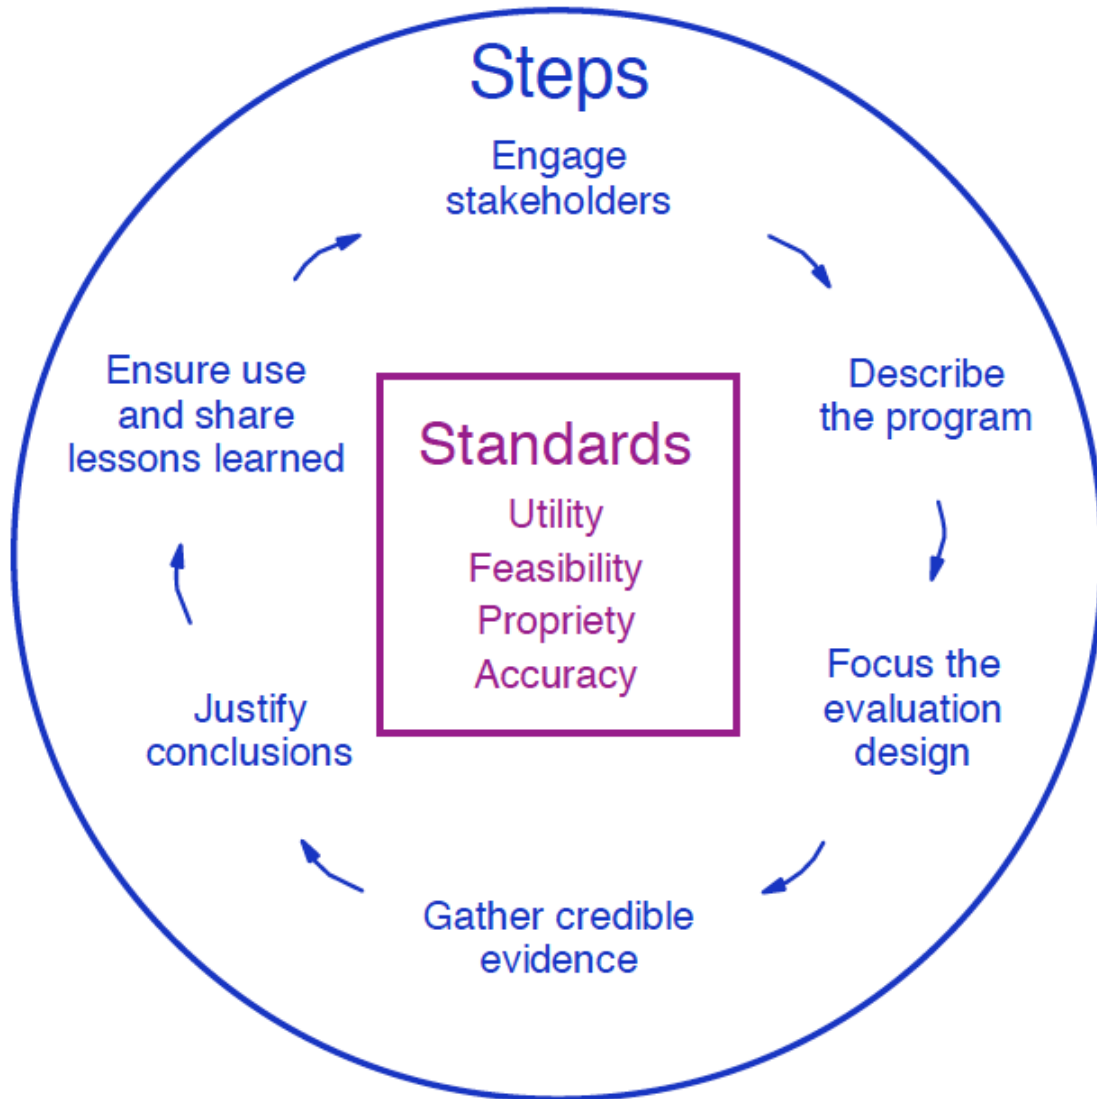 Steps
Engage
stakeholders
Describe
the program
Focus the
evaluation
design
Gather credible
evidence
Justify
conclusions
Ensure use
and share
lessons learned
Standards
Utility
Feasibility
Propriety
Accuracy